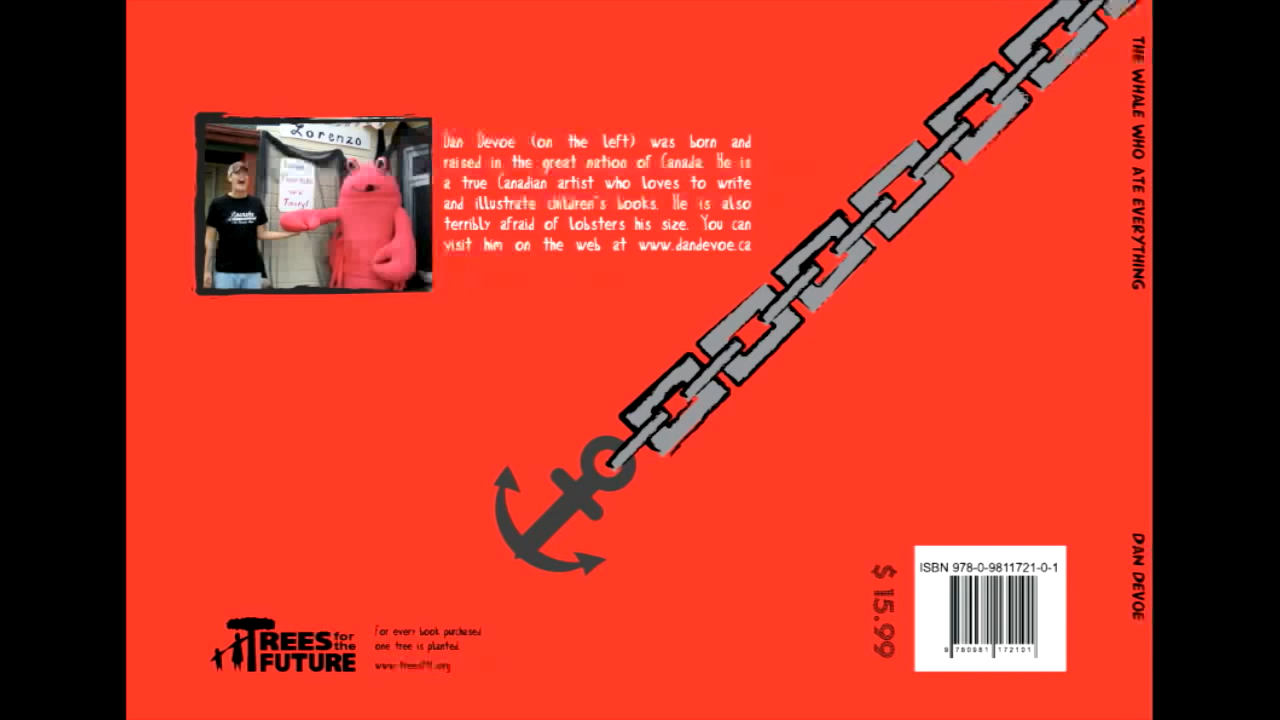 Lorenzo
Dan Devoe (on the left) was born and
raised in the great nation of Canada. He is
a true Canadian artist who loves to write
and illustrate children's books. He is also
terribly afraid of lobsters his size. You can
visit him on the web at www.dandevoe.ca
THE WHALE WHO ATE EVERYTHING
DAN DEVOE
$ 15.99
ISBN 978-0-9811721-0-1
9 780981 172101
TREES for the FUTURE
For every book purchased
one tree is planted.